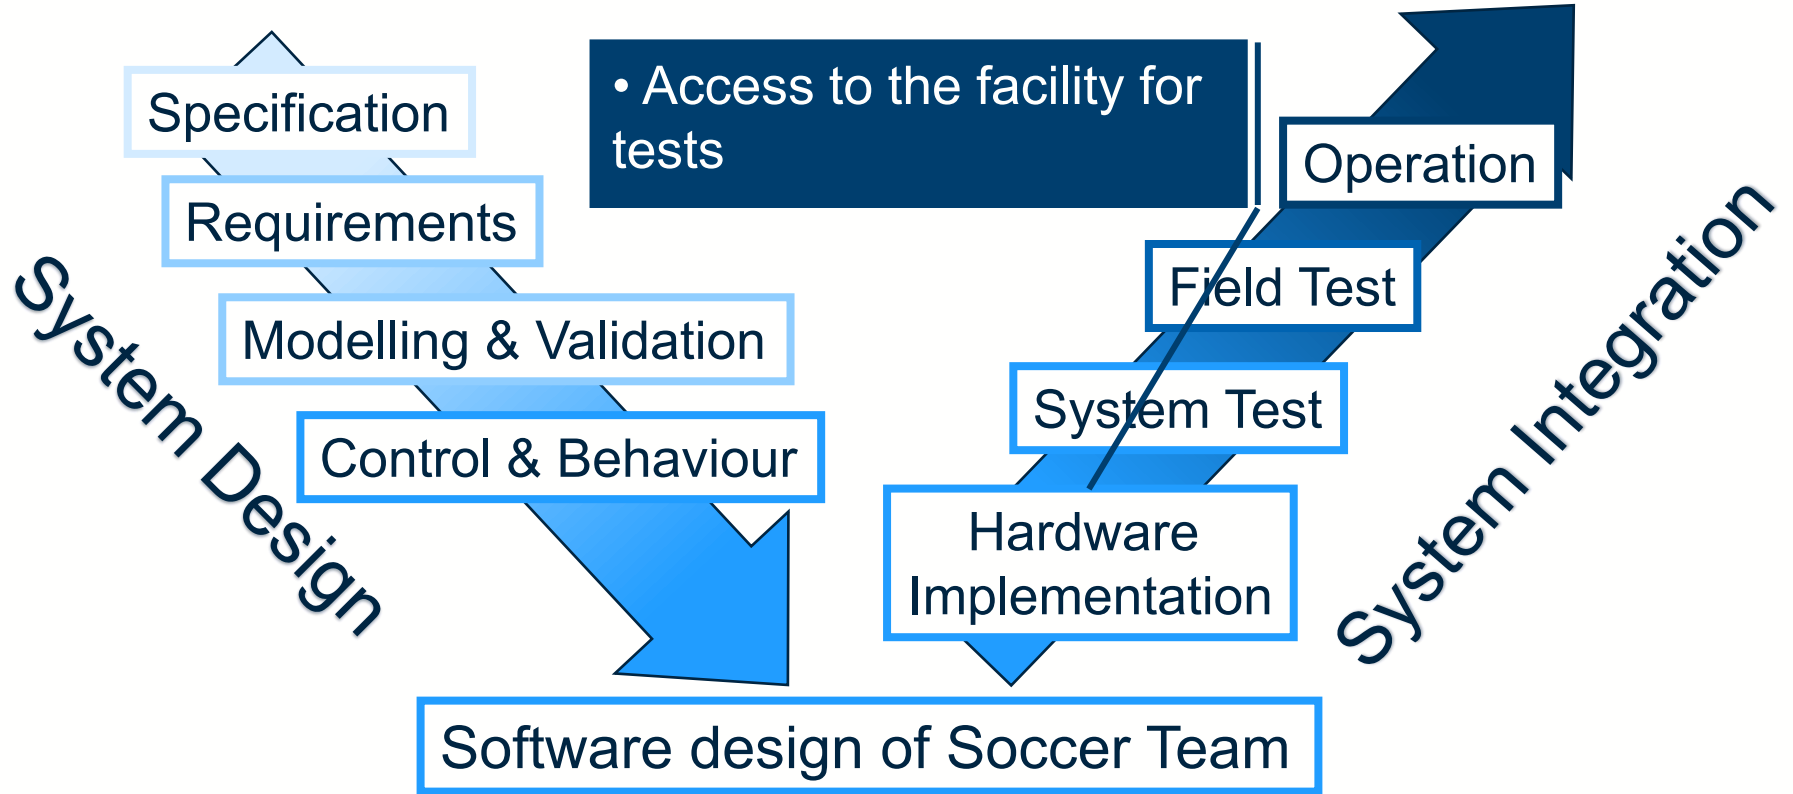 Specification
Requirements
Modelling & Validation
Control & Behaviour
System Design
• Access to the facility for
tests
Operation
Field Test
System Test
Hardware
Implementation
System Integration
Software design of Soccer Team